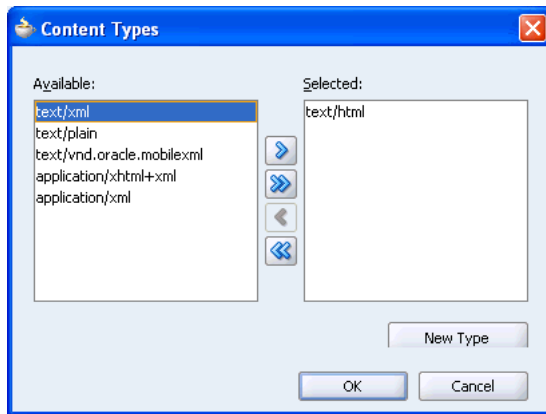 Content Types
Available:
text/xml
text/plain
text/vnd.oracle.mobilexml
application/xhtml+xml
application/xml
Selected:
text/html
New Type
OK
Cancel